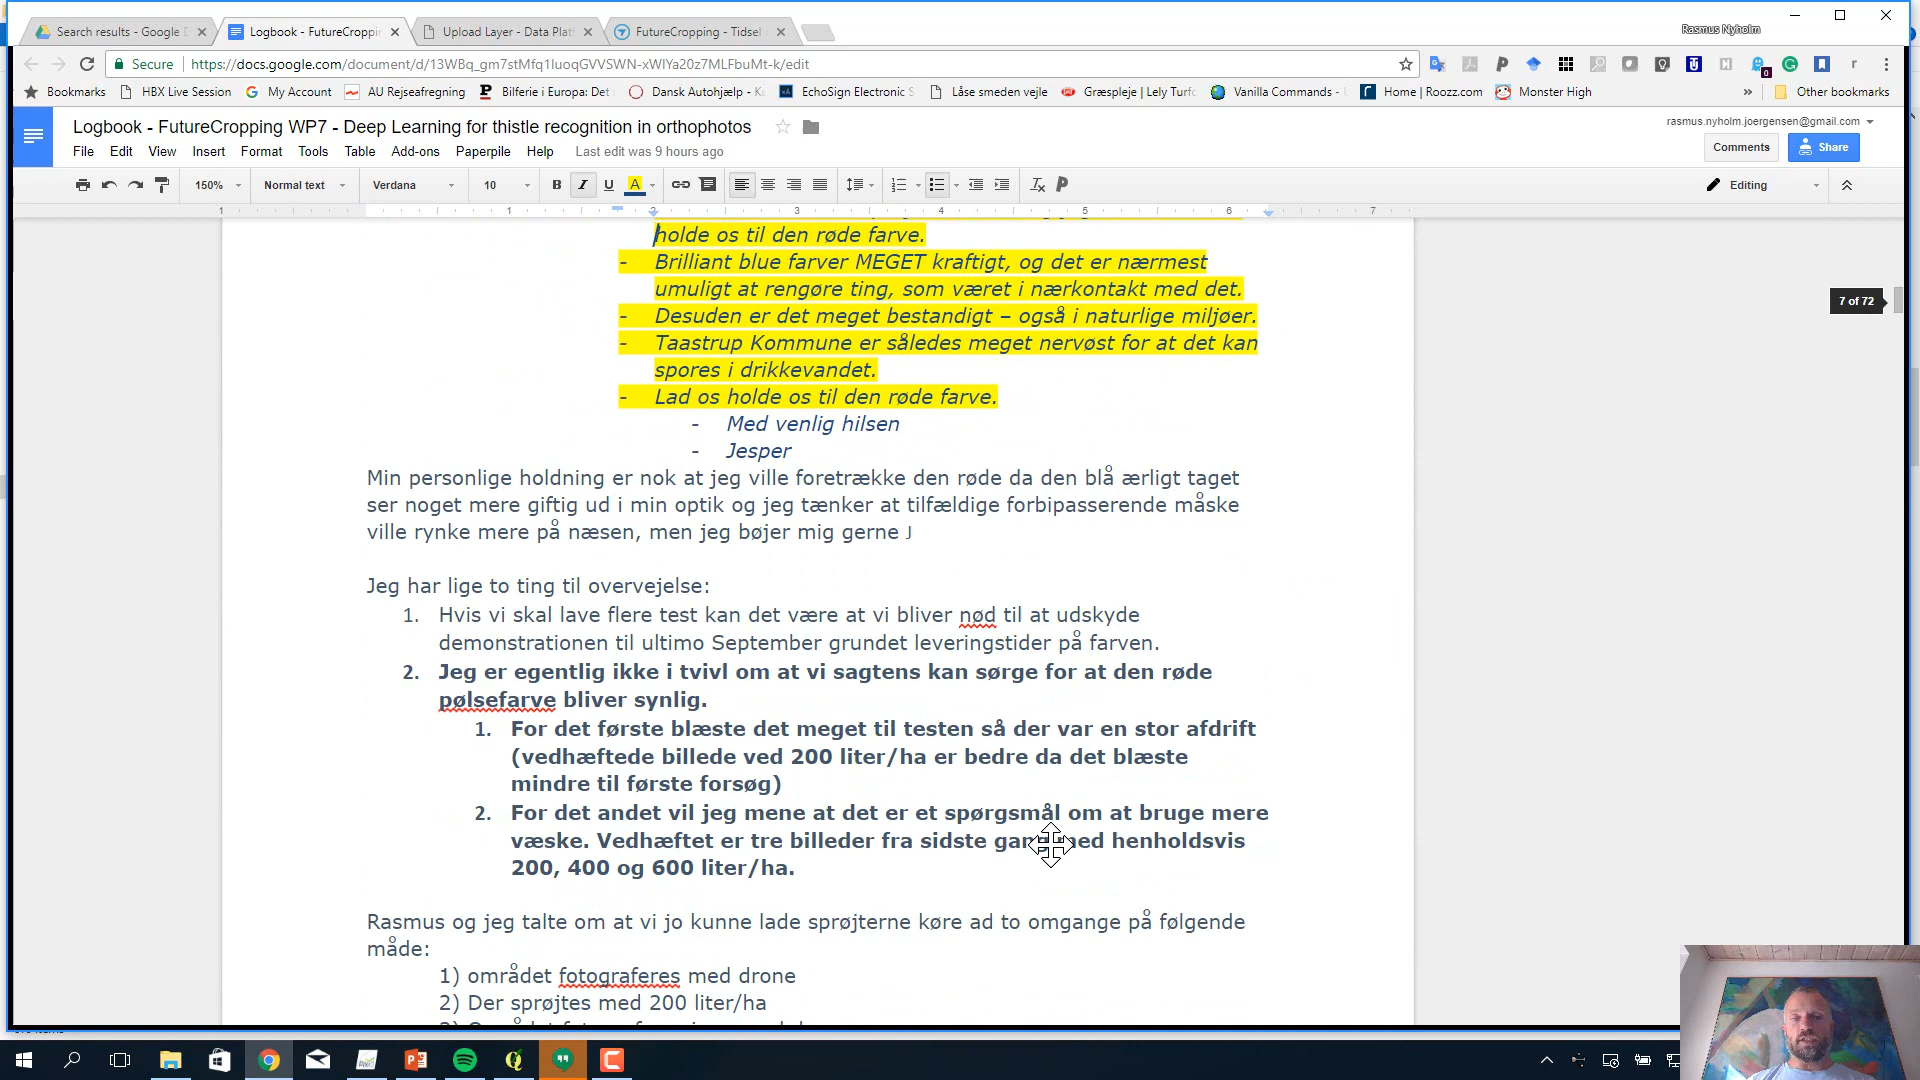 Rasmus Nyholm
Search results - Google D
Logbook - FutureCroppin
Upload Layer - Data Plat
FutureCropping - Tidsel
Secure
https://docs.google.com/document/d/13WBq_gm7stMfq1IuoqGVVSWN-xWIYa20z7MLFbuMt-k/edit
Bookmarks
HBX Live Session
My Account
AU Rejseafregning
Bilferie i Europa: Det
Dansk Autohjælp - K
EchoSign Electronic S
Låse smeden vejle
Græspleje | Lely Turf
Vanilla Commands -
Home | Roozz.com
Monster High
»
Other bookmarks
Logbook - FutureCropping WP7 - Deep Learning for thistle recognition in orthophotos
rasmus.nyholm.joergensen@gmail.com
File Edit View Insert Format Tools Table Add-ons Paperpile Help Last edit was 9 hours ago
Comments
Share
150% Normal text Verdana 10 B I U A
Editing
1 1 2 3 4 5 6 7
holde os til den røde farve.
- Brilliant blue farver MEGET kraftigt, og det er nærmest
umuligt at rengøre ting, som været i nærkontakt med det.
- Desuden er det meget bestandigt – også i naturlige miljøer.
- Taastrup Kommune er således meget nervøst for at det kan
spores i drikkevandet.
- Lad os holde os til den røde farve.
- Med venlig hilsen
- Jesper
7 of 72
Min personlige holdning er nok at jeg ville foretrække den røde da den blå ærligt taget
ser noget mere giftig ud i min optik og jeg tænker at tilfældige forbipasserende måske
ville rynke mere på næsen, men jeg bøjer mig gerne J
Jeg har lige to ting til overvejelse:
1. Hvis vi skal lave flere test kan det være at vi bliver nød til at udskyde
demonstrationen til ultimo September grundet leveringstider på farven.
2. Jeg er egentlig ikke i tvivl om at vi sagtens kan sørge for at den røde
pølsefarve bliver synlig.
1. For det første blæste det meget til testen så der var en stor afdrift
(vedhæftede billede ved 200 liter/ha er bedre da det blæste
mindre til første forsøg)
2. For det andet vil jeg mene at det er et spørgsmål om at bruge mere
væske. Vedhæftet er tre billeder fra sidste gang med henholdsvis
200, 400 og 600 liter/ha.
Rasmus og jeg talte om at vi jo kunne lade sprøjterne køre ad to omgange på følgende
måde:
1) området fotograferes med drone
2) Der sprøjtes med 200 liter/ha